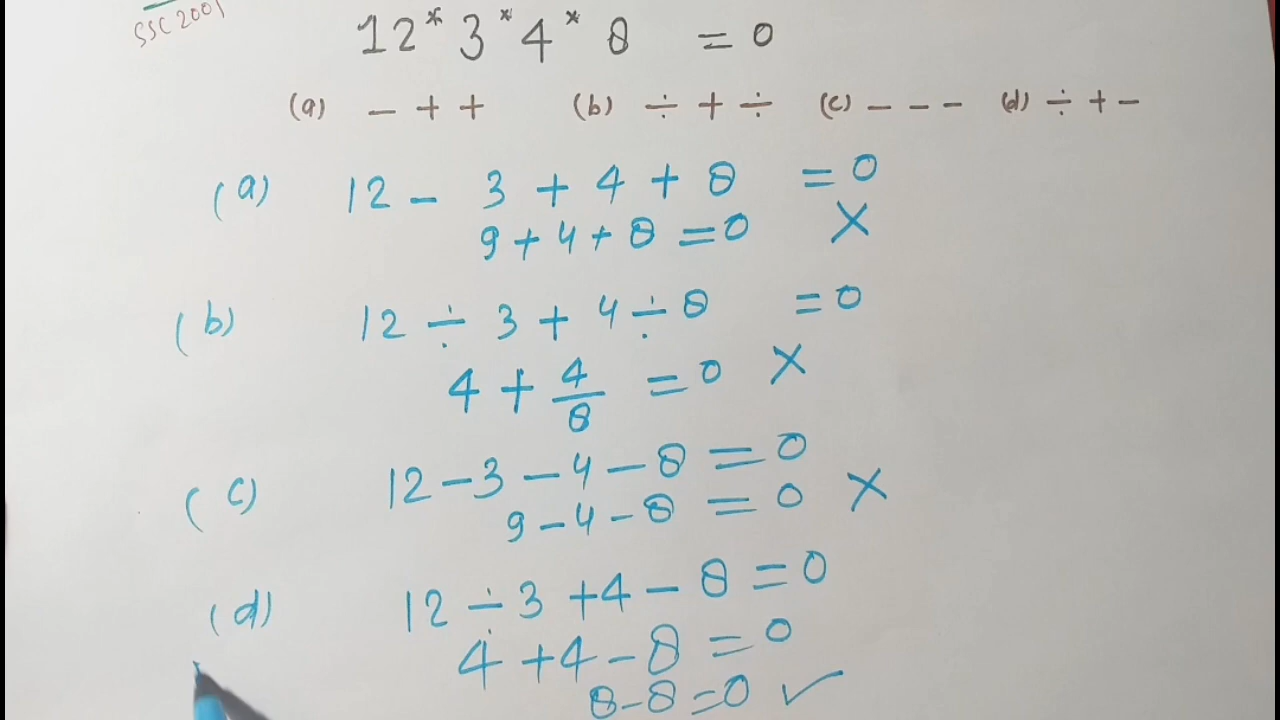 SSC 2001
12 * 3 * 4 * 8 = 0
(a) - + + (b) ÷ + ÷ (c) - - - (d) ÷ + -
(a) 12 - 3 + 4 + 8 = 0
9 + 4 + 8 = 0 X
(b) 12 ÷ 3 + 4 ÷ 8 = 0
4 + 4/8 = 0 X
(c) 12 - 3 - 4 - 8 = 0
9 - 4 - 8 = 0 X
(d) 12 ÷ 3 + 4 - 8 = 0
4 + 4 - 8 = 0
8 - 8 = 0 ✓